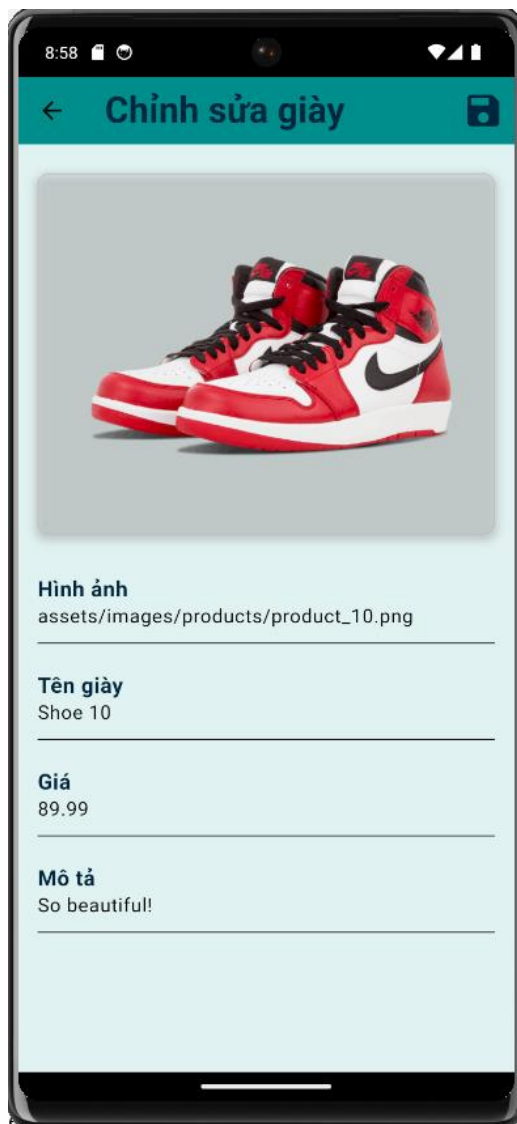 8:58
Chỉnh sửa giày
Hình ảnh
assets/images/products/product_10.png
Tên giày
Shoe 10
Giá
89.99
Mô tả
So beautiful!